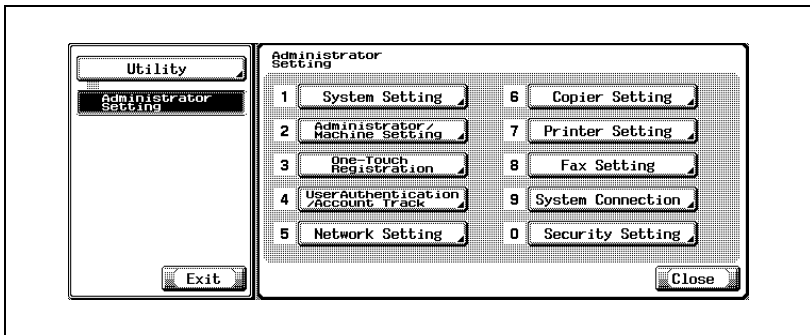 Utility
Administrator
Setting
Exit
Administrator
Setting
1 System Setting
2 Administrator/
Machine Setting
3 One-Touch
Registration
4 UserAuthentication
/Account Track
5 Network Setting
6 Copier Setting
7 Printer Setting
8 Fax Setting
9 System Connection
0 Security Setting
Close